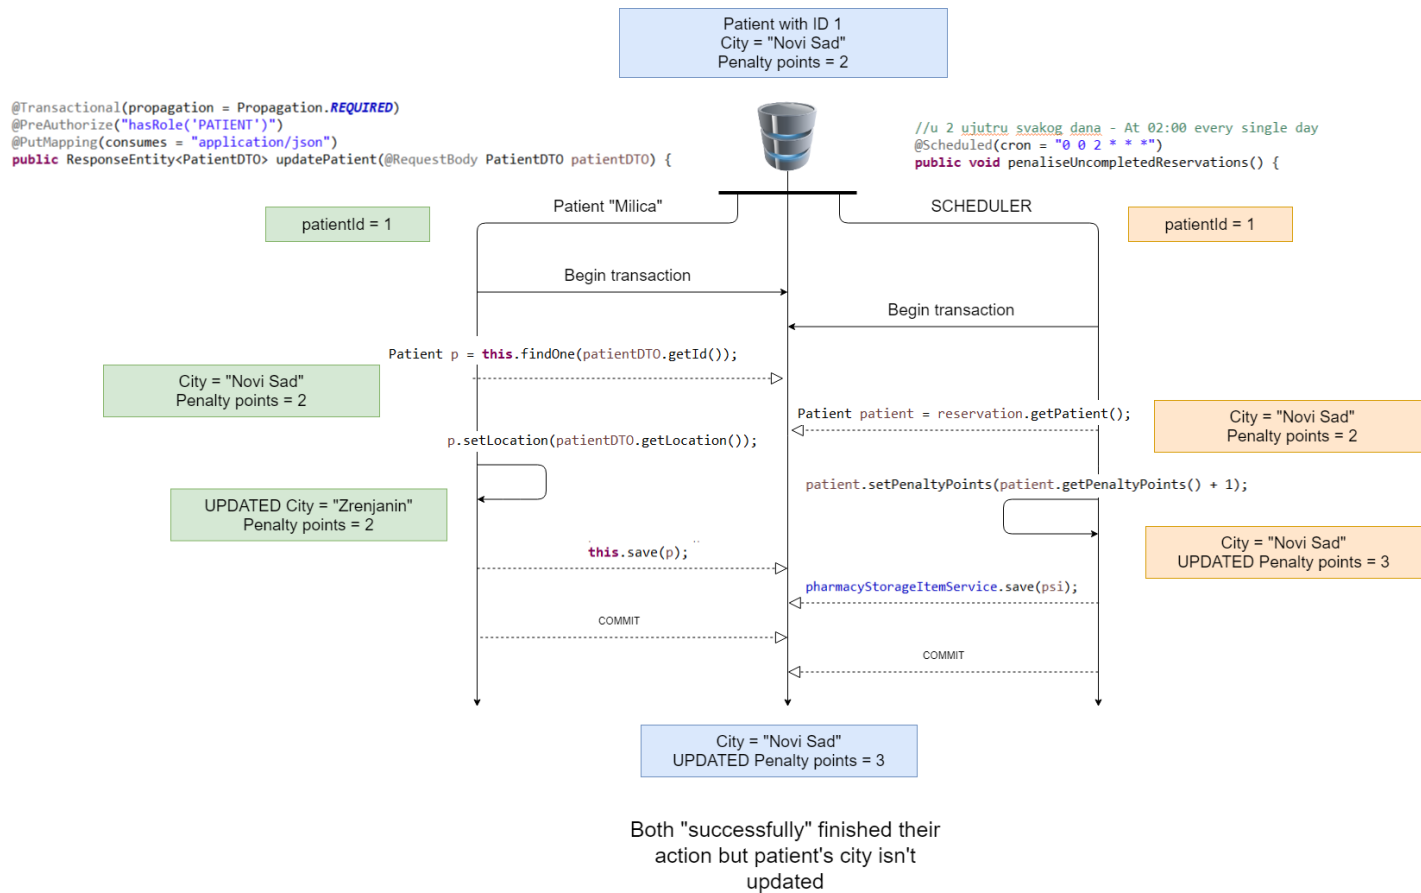 Patient with ID 1
City = "Novi Sad"
Penalty points = 2
@Transactional(propagation = Propagation.REQUIRED)
@PreAuthorize("hasRole('PATIENT')")
@PutMapping(consumes = "application/json")
public ResponseEntity<PatientDTO> updatePatient(@RequestBody PatientDTO patientDTO) {
//u 2 ujutru svakog dana - At 02:00 every single day
@Scheduled(cron = "0 0 2 * * *")
public void penaliseUncompletedReservations() {
Patient "Milica"
SCHEDULER
patientId = 1
patientId = 1
Begin transaction
Begin transaction
Patient p = this.findOne(patientDTO.getId());
City = "Novi Sad"
Penalty points = 2
Patient patient = reservation.getPatient();
City = "Novi Sad"
Penalty points = 2
p.setLocation(patientDTO.getLocation());
patient.setPenaltyPoints(patient.getPenaltyPoints() + 1);
UPDATED City = "Zrenjanin"
Penalty points = 2
City = "Novi Sad"
UPDATED Penalty points = 3
this.save(p);
pharmacyStorageItemService.save(psi);
COMMIT
COMMIT
City = "Novi Sad"
UPDATED Penalty points = 3
Both "successfully" finished their
action but patient's city isn't
updated